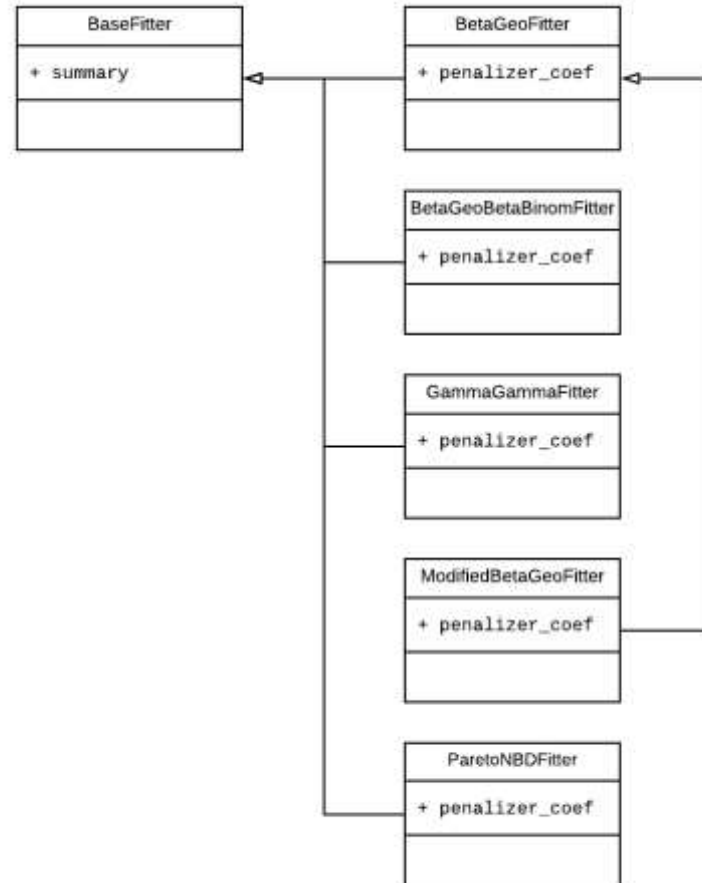 BaseFitter
+ summary
BetaGeoFitter
+ penalizer_coef
BetaGeoBetaBinomFitter
+ penalizer_coef
GammaGammaFitter
+ penalizer_coef
ModifiedBetaGeoFitter
+ penalizer_coef
ParetoNBDFitter
+ penalizer_coef